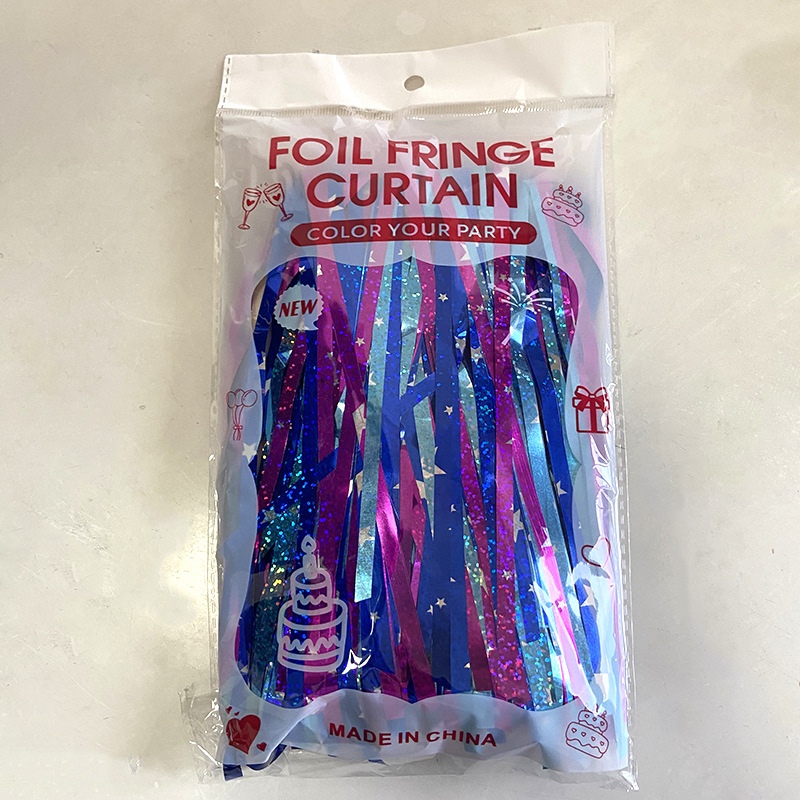 FOIL FRINGE
CURTAIN
COLOR YOUR PARTY
NEW
MADE IN CHINA